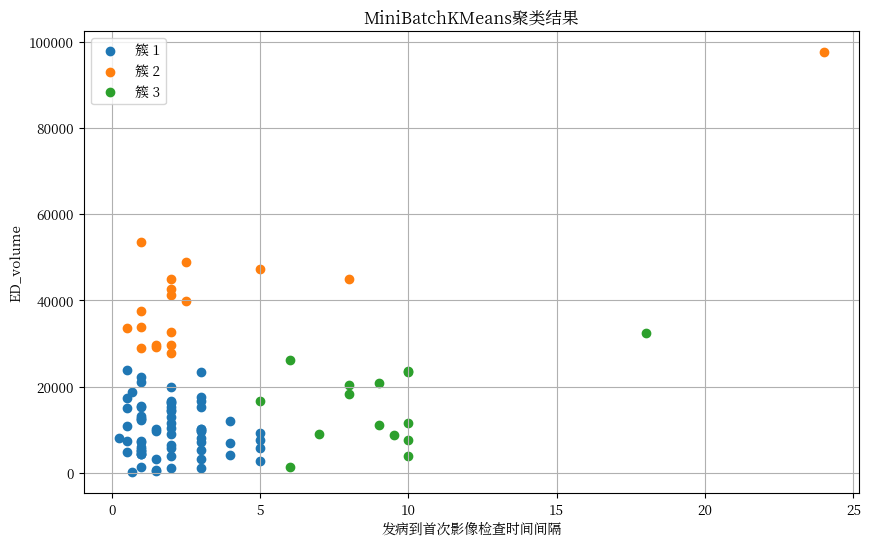 MiniBatchKMeans聚类结果
簇 1
簇 2
簇 3
100000
80000
60000
40000
20000
0
ED_volume
0 5 10 15 20 25
发病到首次影像检查时间间隔